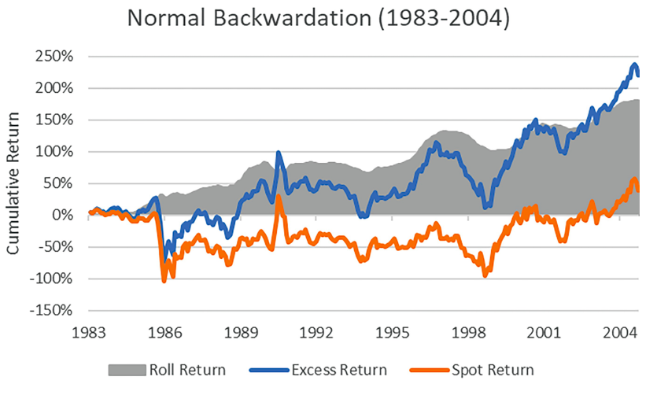 Normal Backwardation (1983-2004)
250%
200%
150%
100%
50%
0%
-50%
-100%
-150%
Cumulative Return
1983 1986 1989 1992 1995 1998 2001 2004
Roll Return Excess Return Spot Return